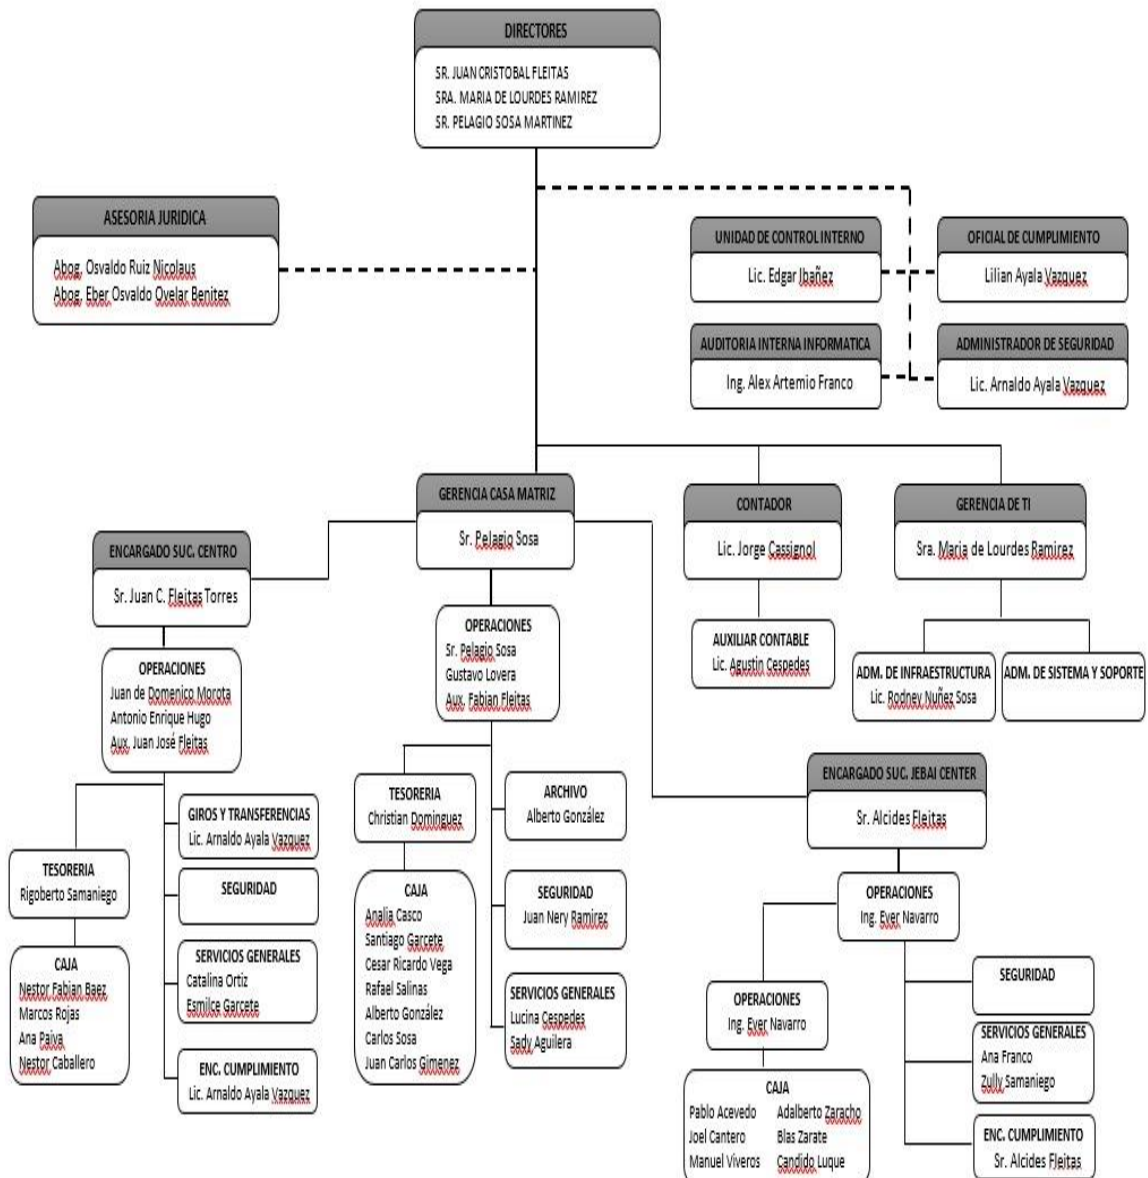 DIRECTORES
SR. JUAN CRISTOBAL FLEITAS
SRA. MARIA DE LOURDES RAMIREZ
SR. PELAGIO SOSA MARTINEZ
ASESORIA JURIDICA
Abog. Osvaldo Ruiz Nicolaus
Abog. Eber Osvaldo Ovelar Benitez
UNIDAD DE CONTROL INTERNO
Lic. Edgar Ibañez
OFICIAL DE CUMPLIMIENTO
Lilian Ayala Vazquez
AUDITORIA INTERNA INFORMATICA
Ing. Alex Artemio Franco
ADMINISTRADOR DE SEGURIDAD
Lic. Arnaldo Ayala Vazquez
GERENCIA CASA MATRIZ
Sr. Pelagio Sosa
CONTADOR
Lic. Jorge Cassignol
GERENCIA DE TI
Sra. Maria de Lourdes Ramirez
AUXILIAR CONTABLE
Lic. Agustin Cespedes
ADM. DE INFRAESTRUCTURA
Lic. Rodney Nuñez Sosa
ADM. DE SISTEMA Y SOPORTE
ENCARGADO SUC. CENTRO
Sr. Juan C. Fleitas Torres
OPERACIONES
Juan de Domenico Morota
Antonio Enrique Hugo
Aux. Juan José Fleitas
TESORERIA
Rigoberto Samaniego
CAJA
Nestor Fabian Baez
Marcos Rojas
Ana Paiva
Nestor Caballero
GIROS Y TRANSFERENCIAS
Lic. Arnaldo Ayala Vazquez
SEGURIDAD
SERVICIOS GENERALES
Catalina Ortiz
Esmilce Garcete
ENC. CUMPLIMIENTO
Lic. Arnaldo Ayala Vazquez
OPERACIONES
Sr. Pelagio Sosa
Gustavo Lovera
Aux. Fabian Fleitas
TESORERIA
Christian Dominguez
CAJA
Analia Casco
Santiago Garcete
Cesar Ricardo Vega
Rafael Salinas
Alberto González
Carlos Sosa
Juan Carlos Gimenez
ARCHIVO
Alberto González
SEGURIDAD
Juan Nery Ramirez
SERVICIOS GENERALES
Lucina Cespedes
Sady Aguilera
ENCARGADO SUC. JEBAI CENTER
Sr. Alcides Fleitas
OPERACIONES
Ing. Ever Navarro
OPERACIONES
Ing. Ever Navarro
CAJA
Pablo Acevedo Adalberto Zaracho
Joel Cantero Blas Zarate
Manuel Viveros Candido Luque
SEGURIDAD
SERVICIOS GENERALES
Ana Franco
Zully Samaniego
ENC. CUMPLIMIENTO
Sr. Alcides Fleitas